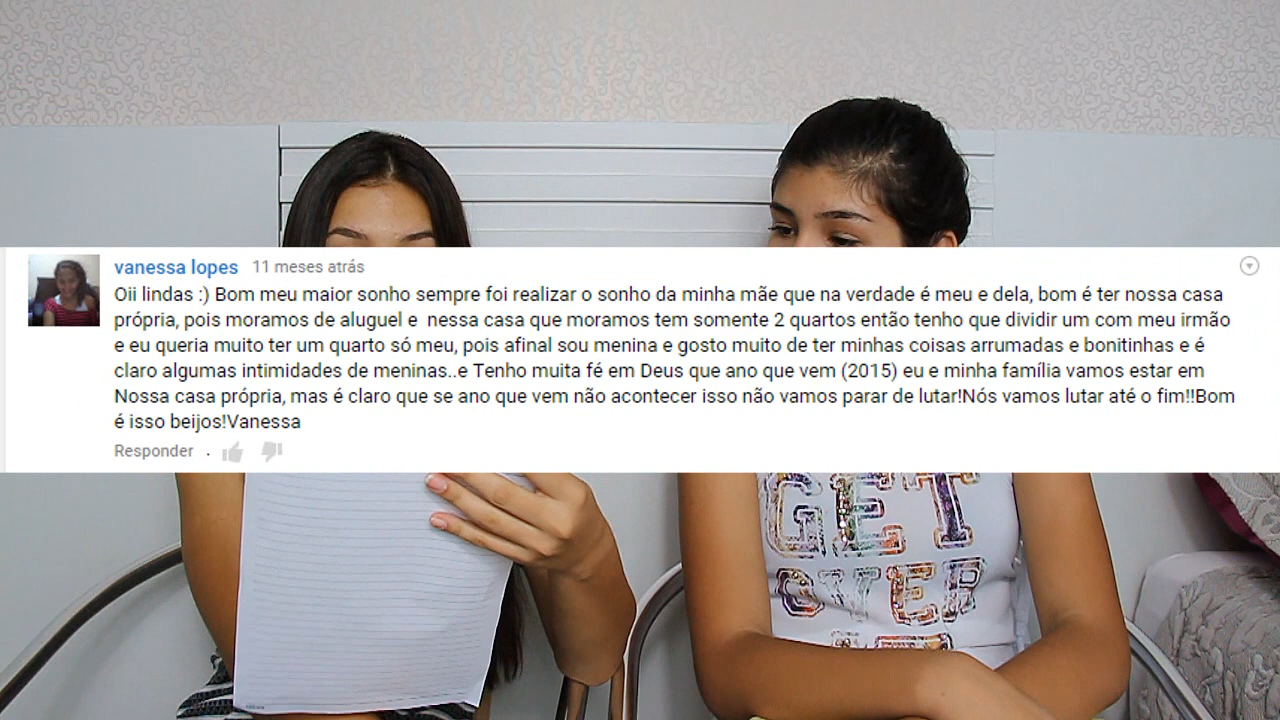 vanessa lopes 11 meses atrás
Oii lindas :) Bom meu maior sonho sempre foi realizar o sonho da minha mãe que na verdade é meu e dela, bom é ter nossa casa
própria, pois moramos de aluguel e  nessa casa que moramos tem somente 2 quartos então tenho que dividir um com meu irmão
e eu queria muito ter um quarto só meu, pois afinal sou menina e gosto muito de ter minhas coisas arrumadas e bonitinhas e é
claro algumas intimidades de meninas..e Tenho muita fé em Deus que ano que vem (2015) eu e minha família vamos estar em
Nossa casa própria, mas é claro que se ano que vem não acontecer isso não vamos parar de lutar!Nós vamos lutar até o fim!!Bom
é isso beijos!Vanessa
Responder .
GET
OVER